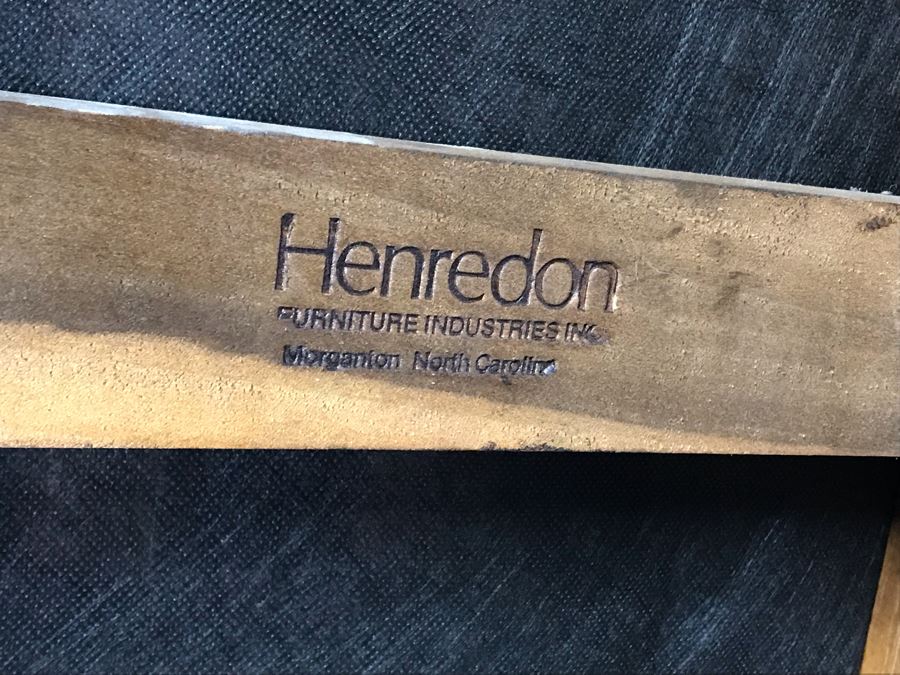 Henredon
FURNITURE INDUSTRIES INC.
Morganton North Carolina